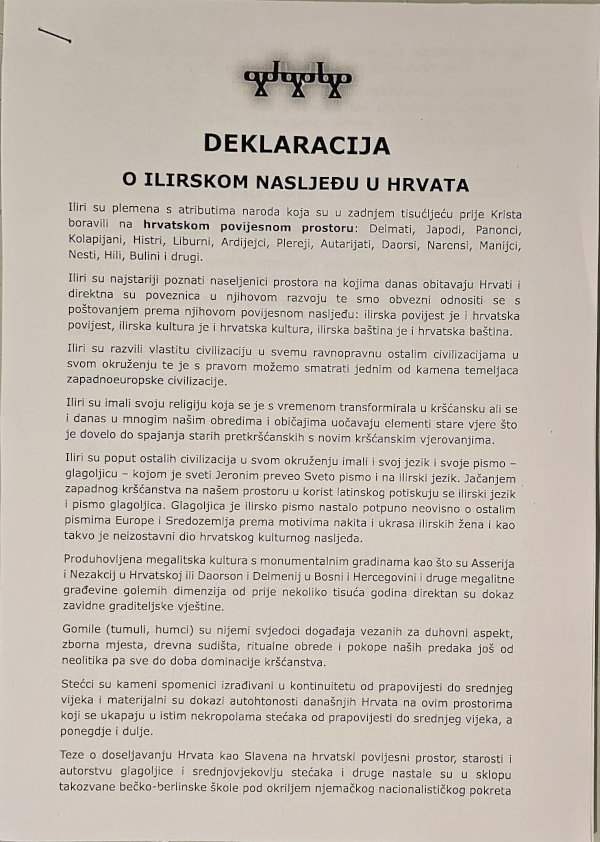 DEKLARACIJA
O ILIRSKOM NASLJEĐU U HRVATA
Iliri su plemena s atributima naroda koja su u zadnjem tisućljeću prije Krista
boravili na hrvatskom povijesnom prostoru: Delmati, Japodi, Panonci,
Kolapijani, Histri, Liburni, Ardijejci, Plereji, Autarijati, Daorsi, Narensi, Manijci,
Nesti, Hili, Bulini i drugi.
Iliri su najstariji poznati naseljenici prostora na kojima danas obitavaju Hrvati i
direktna su poveznica u njihovom razvoju te smo obvezni odnositi se s
poštovanjem prema njihovom povijesnom nasljeđu: ilirska povijest je i hrvatska
povijest, ilirska kultura je i hrvatska kultura, ilirska baština je i hrvatska baština.
Iliri su razvili vlastitu civilizaciju u svemu ravnopravnu ostalim civilizacijama u
svom okruženju te je s pravom možemo smatrati jednim od kamena temeljaca
zapadnoeuropske civilizacije.
Iliri su imali svoju religiju koja se je s vremenom transformirala u kršćansku ali se
i danas u mnogim našim obredima i običajima uočavaju elementi stare vjere što
je dovelo do spajanja starih pretkršćanskih s novim kršćanskim vjerovanjima.
Iliri su poput ostalih civilizacija u svom okruženju imali i svoj jezik i svoje pismo –
glagoljicu – kojom je sveti Jeronim preveo Sveto pismo i na ilirski jezik. Jačanjem
zapadnog kršćanstva na našem prostoru u korist latinskog potiskuju se ilirski jezik
i pismo glagoljica. Glagoljica je ilirsko pismo nastalo potpuno neovisno o ostalim
pismima Europe i Sredozemlja prema motivima nakita i ukrasa ilirskih žena i kao
takvo je neizostavni dio hrvatskog kulturnog nasljeđa.
Produhovljena megalitska kultura s monumentalnim gradinama kao što su Asserija
i Nezakcij u Hrvatskoj ili Daorson i Delmenij u Bosni i Hercegovini i druge megalitne
građevine golemih dimenzija od prije nekoliko tisuća godina direktan su dokaz
zavidne graditeljske vještine.
Gomile (tumuli, humci) su nijemi svjedoci događaja vezanih za duhovni aspekt,
zborna mjesta, drevna sudišta, ritualne obrede i pokope naših predaka još od
neolitika pa sve do doba dominacije kršćanstva.
Stećci su kameni spomenici izrađivani u kontinuitetu od prapovijesti do srednjeg
vijeka i materijalni su dokazi autohtonosti današnjih Hrvata na ovim prostorima
koji se ukapaju u istim nekropolama stećaka od prapovijesti do srednjeg vijeka, a
ponegdje i dulje.
Teze o doseljavanju Hrvata kao Slavena na hrvatski povijesni prostor, starosti i
autorstvu glagoljice i srednjovjekoviju stećaka i druge nastale su u sklopu
takozvane bečko-berlinske škole pod okriljem njemačkog nacionalističkog pokreta